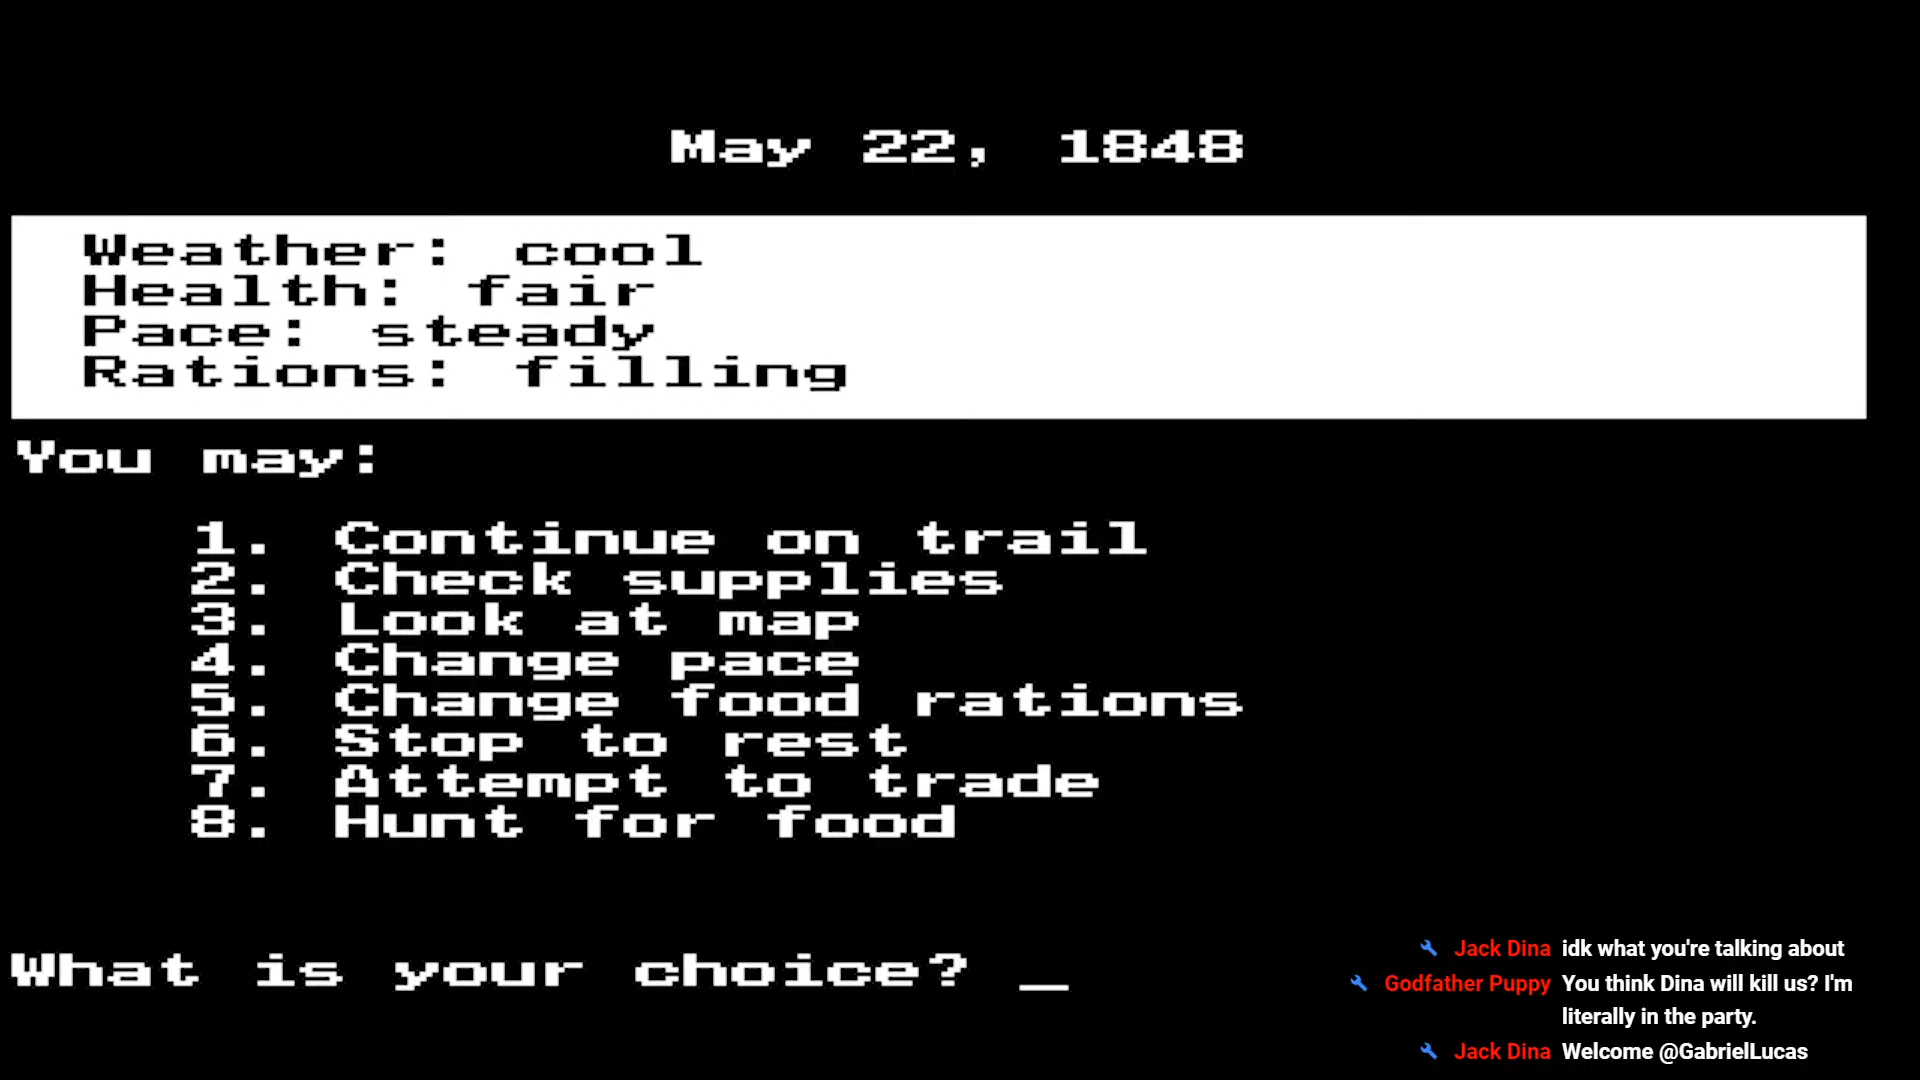 May 22, 1848
Weather: cool
Health: fair
Pace: steady
Rations: filling
You may:
1. Continue on trail
2. Check supplies
3. Look at map
4. Change pace
5. Change food rations
6. Stop to rest
7. Attempt to trade
8. Hunt for food
What is your choice? _
Jack Dina idk what you're talking about
Godfather Puppy You think Dina will kill us? I'm
literally in the party.
Jack Dina Welcome @GabrielLucas